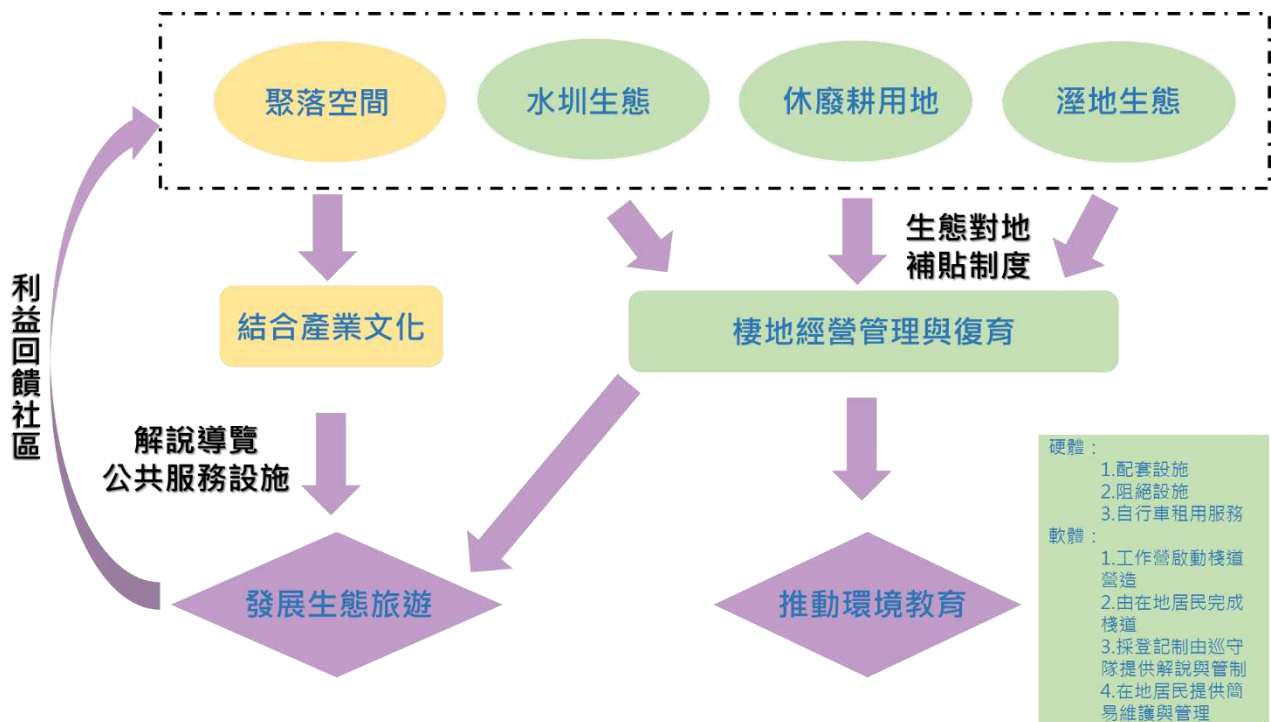 聚落空間
水圳生態
休廢耕用地
溼地生態
生態對地
補貼制度
利益回饋社區
結合產業文化
棲地經營管理與復育
解說導覽
公共服務設施
發展生態旅遊
推動環境教育
硬體：
1.配套設施
2.阻絕設施
3.自行車租用服務
軟體：
1.工作營啟動棧道
營造
2.由在地居民完成
棧道
3.採登記制由巡守
隊提供解說與管制
4.在地居民提供簡
易維護與管理